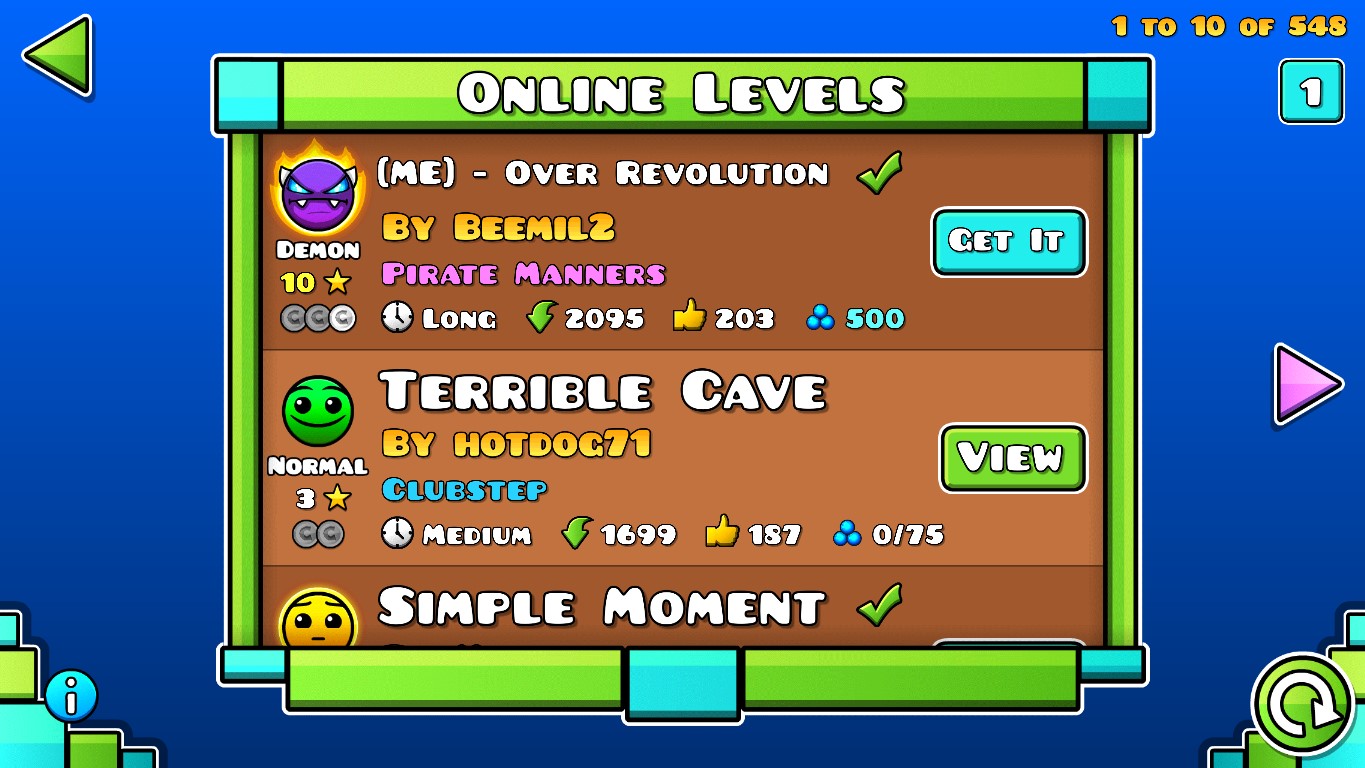 1 to 10 of 548
1
Online Levels
(ME) - Over Revolution
By Beemil2
Get It
Demon
Pirate Manners
10
Long 2095 203 500
Terrible Cave
By hotdog71
View
Normal
Clubstep
3
Medium 1699 187 0/75
Simple Moment